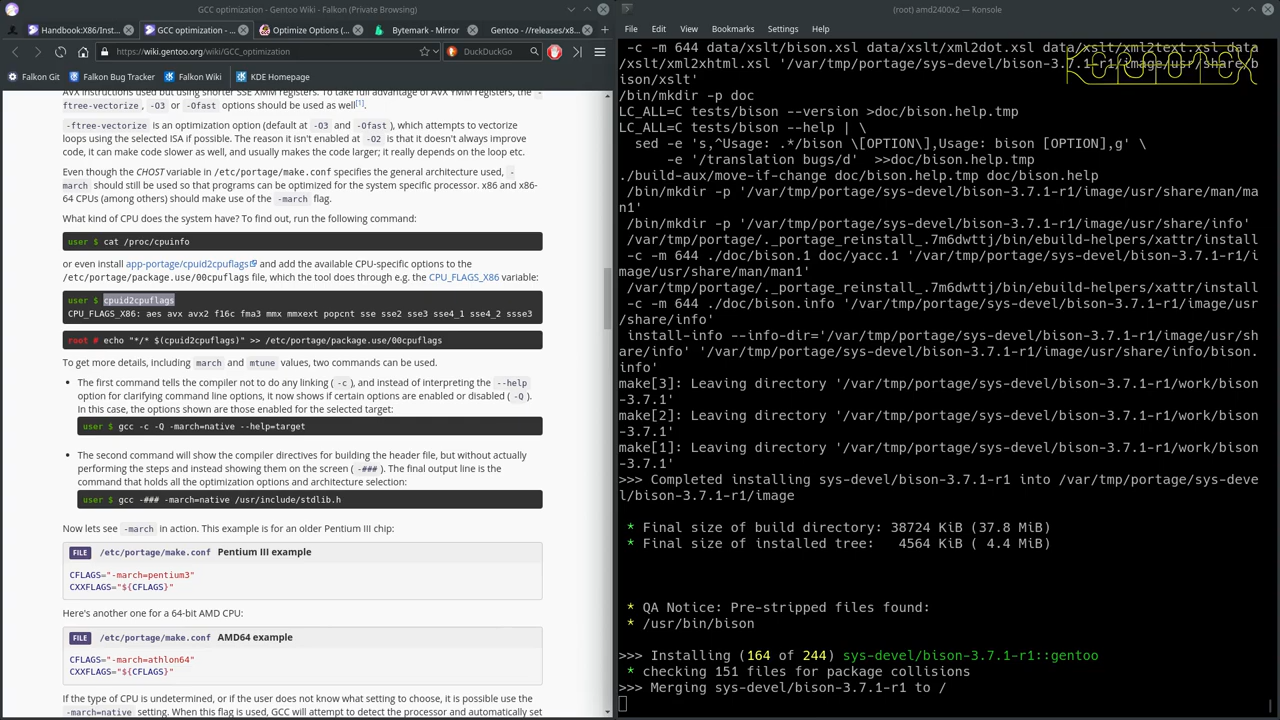 GCC optimization - Gentoo Wiki - Falkon (Private Browsing)
Handbook:X86/Inst
GCC optimization - W
Optimize Options (
Bytemark - Mirror
Gentoo - /releases/x8
https://wiki.gentoo.org/wiki/GCC_optimization
DuckDuckGo
Falkon Git
Falkon Bug Tracker
Falkon Wiki
KDE Homepage
AVX instructions used but using shorter SSE XMM registers. To take full advantage of AVX YMM registers, the -
ftree-vectorize, -O3 or -Ofast options should be used as well[1].
-ftree-vectorize is an optimization option (default at -O3 and -Ofast), which attempts to vectorize
loops using the selected ISA if possible. The reason it isn't enabled at -O2 is that it doesn't always improve
code, it can make code slower as well, and usually makes the code larger; it really depends on the loop etc.
Even though the CHOST variable in /etc/portage/make.conf specifies the general architecture used, -
march should still be used so that programs can be optimized for the system specific processor. x86 and x86-
64 CPUs (among others) should make use of the -march flag.
What kind of CPU does the system have? To find out, run the following command:
user $ cat /proc/cpuinfo
or even install app-portage/cpuid2cpuflags and add the available CPU-specific options to the
/etc/portage/package.use/00cpuflags file, which the tool does through e.g. the CPU_FLAGS_X86 variable:
user $ cpuid2cpuflags
CPU_FLAGS_X86: aes avx avx2 f16c fma3 mmx mmxext popcnt sse sse2 sse3 sse4_1 sse4_2 ssse3
root # echo "*/* $(cpuid2cpuflags)" >> /etc/portage/package.use/00cpuflags
To get more details, including march and mtune values, two commands can be used.
• The first command tells the compiler not to do any linking ( -c ), and instead of interpreting the --help
option for clarifying command line options, it now shows if certain options are enabled or disabled ( -Q ).
In this case, the options shown are those enabled for the selected target:
user $ gcc -c -Q -march=native --help=target
• The second command will show the compiler directives for building the header file, but without actually
performing the steps and instead showing them on the screen ( -### ). The final output line is the
command that holds all the optimization options and architecture selection:
user $ gcc -### -march=native /usr/include/stdlib.h
Now lets see -march in action. This example is for an older Pentium III chip:
FILE /etc/portage/make.conf Pentium III example
CFLAGS="-march=pentium3"
CXXFLAGS="${CFLAGS}"
Here's another one for a 64-bit AMD CPU:
FILE /etc/portage/make.conf AMD64 example
CFLAGS="-march=athlon64"
CXXFLAGS="${CFLAGS}"
If the type of CPU is undetermined, or if the user does not know what setting to choose, it is possible use the
-march=native setting. When this flag is used, GCC will attempt to detect the processor and automatically set
(root) amd2400x2 — Konsole
File Edit View Bookmarks Settings Help
-c -m 644 data/xslt/bison.xsl data/xslt/xml2dot.xsl data/xslt/xml2text.xsl data
/xslt/xml2xhtml.xsl '/var/tmp/portage/sys-devel/bison-3.7.1-r1/image/usr/share/b
ison/xslt'
/bin/mkdir -p doc
LC_ALL=C tests/bison --version >doc/bison.help.tmp
LC_ALL=C tests/bison --help | \
sed -e 's,^Usage: .*/bison \[OPTION\],Usage: bison [OPTION],g' \
-e '/translation bugs/d' >>doc/bison.help.tmp
./build-aux/move-if-change doc/bison.help.tmp doc/bison.help
/bin/mkdir -p '/var/tmp/portage/sys-devel/bison-3.7.1-r1/image/usr/share/man/ma
n1'
/bin/mkdir -p '/var/tmp/portage/sys-devel/bison-3.7.1-r1/image/usr/share/info'
/var/tmp/portage/._portage_reinstall_.7m6dwttj/bin/ebuild-helpers/xattr/install
-c -m 644 ./doc/bison.1 doc/yacc.1 '/var/tmp/portage/sys-devel/bison-3.7.1-r1/i
mage/usr/share/man/man1'
/var/tmp/portage/._portage_reinstall_.7m6dwttj/bin/ebuild-helpers/xattr/install
-c -m 644 ./doc/bison.info '/var/tmp/portage/sys-devel/bison-3.7.1-r1/image/usr
/share/info'
install-info --info-dir='/var/tmp/portage/sys-devel/bison-3.7.1-r1/image/usr/sh
are/info' '/var/tmp/portage/sys-devel/bison-3.7.1-r1/image/usr/share/info/bison.
info'
make[3]: Leaving directory '/var/tmp/portage/sys-devel/bison-3.7.1-r1/work/bison
-3.7.1'
make[2]: Leaving directory '/var/tmp/portage/sys-devel/bison-3.7.1-r1/work/bison
-3.7.1'
make[1]: Leaving directory '/var/tmp/portage/sys-devel/bison-3.7.1-r1/work/bison
-3.7.1'
>>> Completed installing sys-devel/bison-3.7.1-r1 into /var/tmp/portage/sys-deve
l/bison-3.7.1-r1/image
* Final size of build directory: 38724 KiB (37.8 MiB)
* Final size of installed tree: 4564 KiB ( 4.4 MiB)
* QA Notice: Pre-stripped files found:
* /usr/bin/bison
>>> Installing (164 of 244) sys-devel/bison-3.7.1-r1::gentoo
* checking 151 files for package collisions
>>> Merging sys-devel/bison-3.7.1-r1 to /